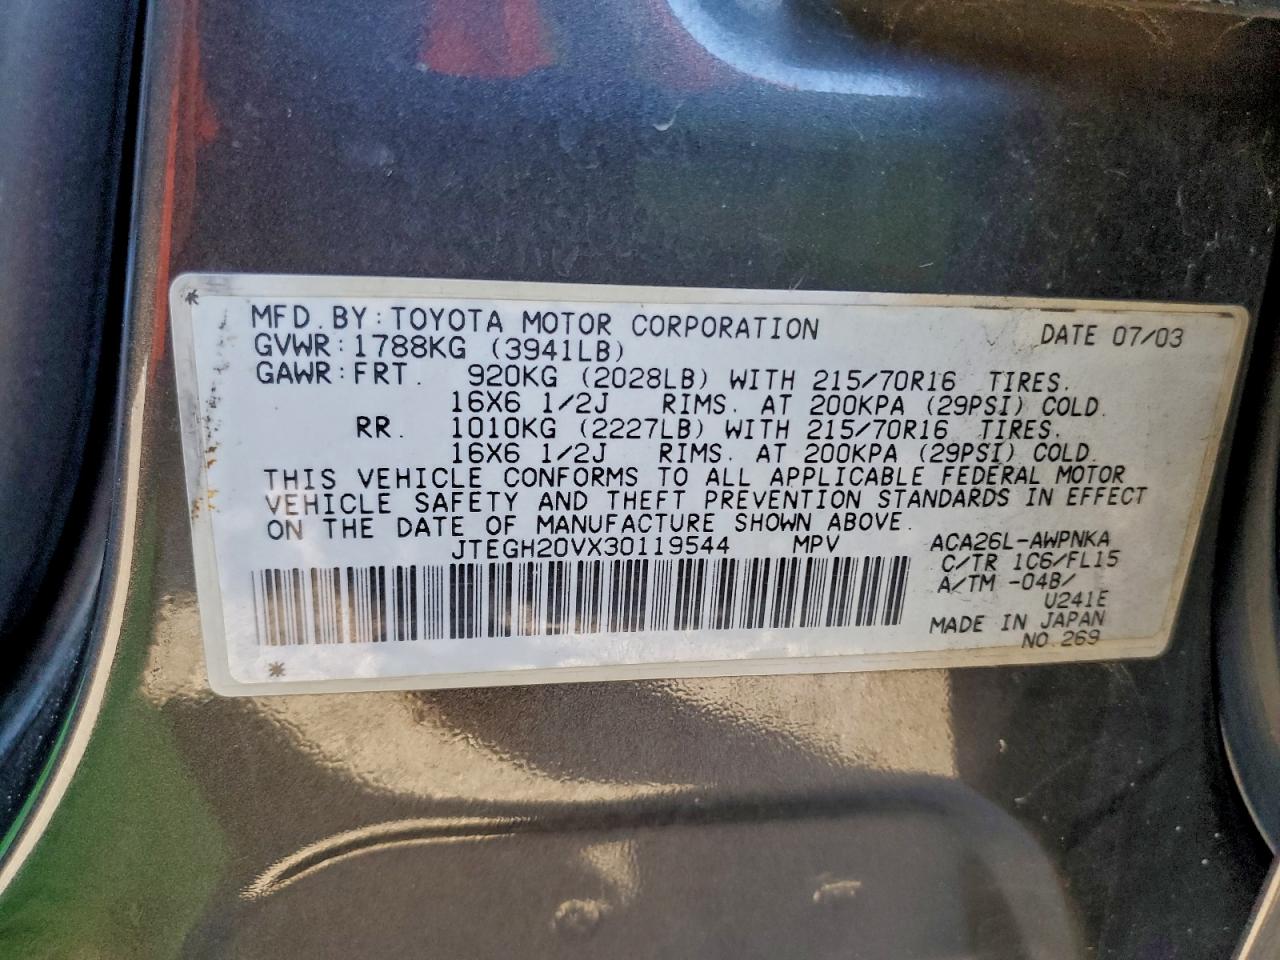 MFD. BY: TOYOTA MOTOR CORPORATION DATE 07/03
GVWR: 1788KG (3941LB)
GAWR: FRT. 920KG (2028LB) WITH 215/70R16 TIRES.
16X6 1/2J RIMS. AT 200KPA (29PSI) COLD.
RR. 1010KG (2227LB) WITH 215/70R16 TIRES.
16X6 1/2J RIMS. AT 200KPA (29PSI) COLD.
THIS VEHICLE CONFORMS TO ALL APPLICABLE FEDERAL MOTOR
VEHICLE SAFETY AND THEFT PREVENTION STANDARDS IN EFFECT
ON THE DATE OF MANUFACTURE SHOWN ABOVE.
JTEGH20VX30119544 MPV ACA26L-AWPNKA
C/TR 1C6/FL15
A/TM -04B/
U241E
MADE IN JAPAN
NO.269